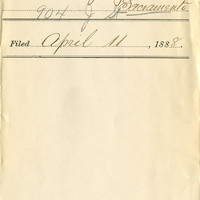 904 J St Sacramento
Filed April 11, 1888.